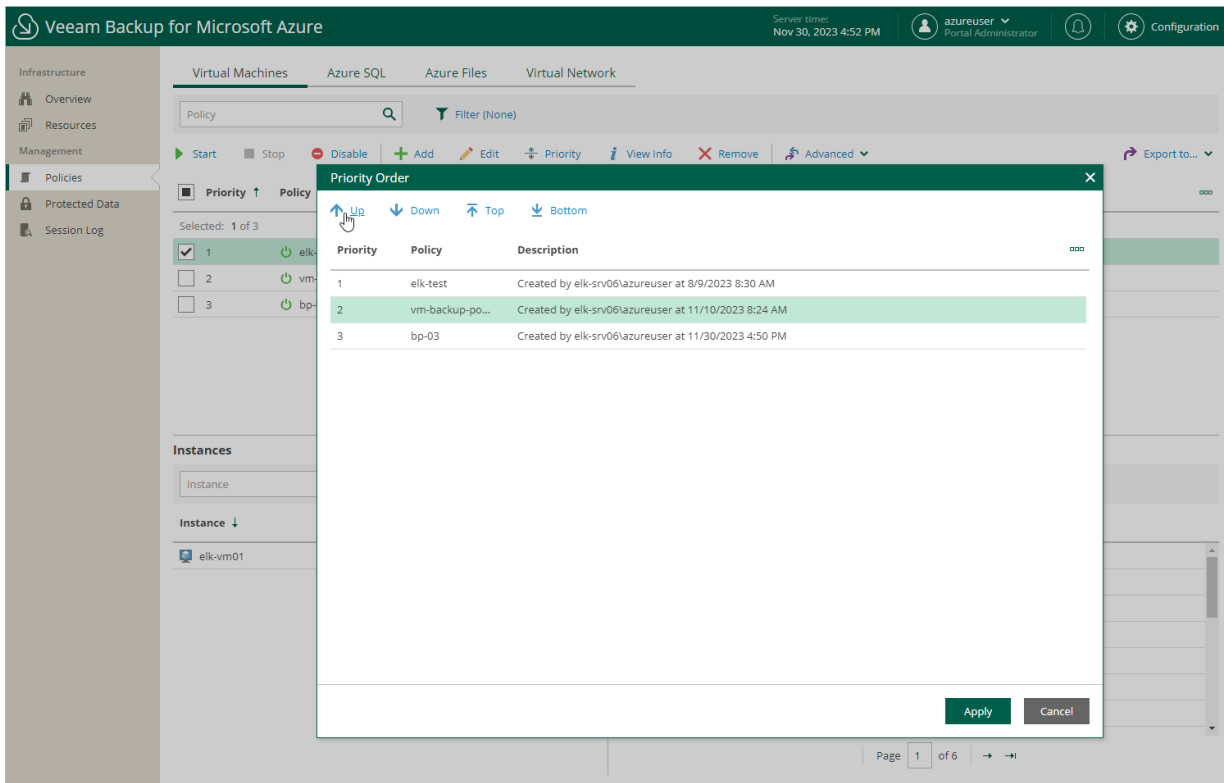 Veeam Backup for Microsoft Azure
Server time:
Nov 30, 2023 4:52 PM
azureuser
Portal Administrator
Configuration
Infrastructure
Overview
Resources
Management
Policies
Protected Data
Session Log
Virtual Machines Azure SQL Azure Files Virtual Network
Policy Filter (None)
Start Stop Disable Add Edit Priority View Info Remove Advanced Export to...
Priority Policy
Selected: 1 of 3
1 elk-
2 vm-
3 bp-
Priority Order
Up Down Top Bottom
Priority Policy Description
1 elk-test Created by elk-srv06\azureuser at 8/9/2023 8:30 AM
2 vm-backup-po... Created by elk-srv06\azureuser at 11/10/2023 8:24 AM
3 bp-03 Created by elk-srv06\azureuser at 11/30/2023 4:50 PM
Apply Cancel
Instances
Instance
Instance
elk-vm01
Page 1 of 6